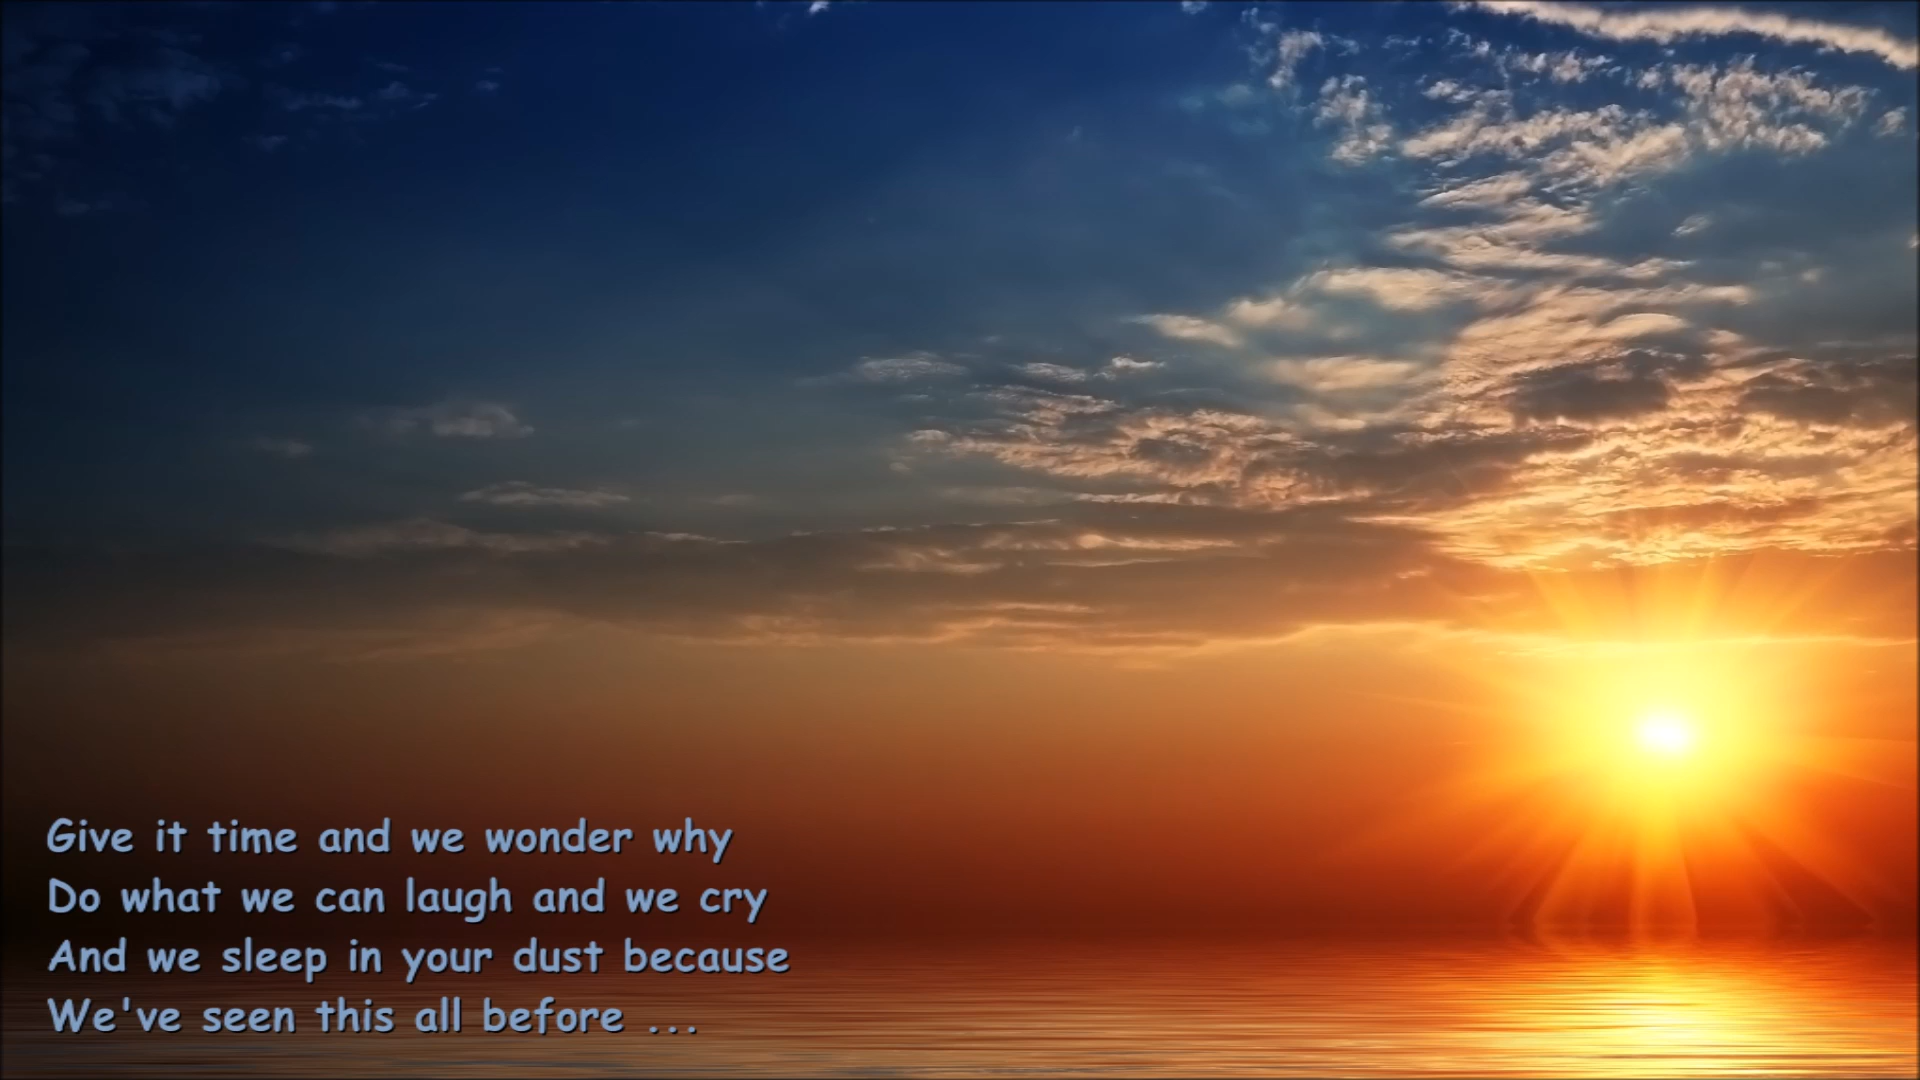 Give it time and we wonder why
Do what we can laugh and we cry
And we sleep in your dust because
We've seen this all before ...